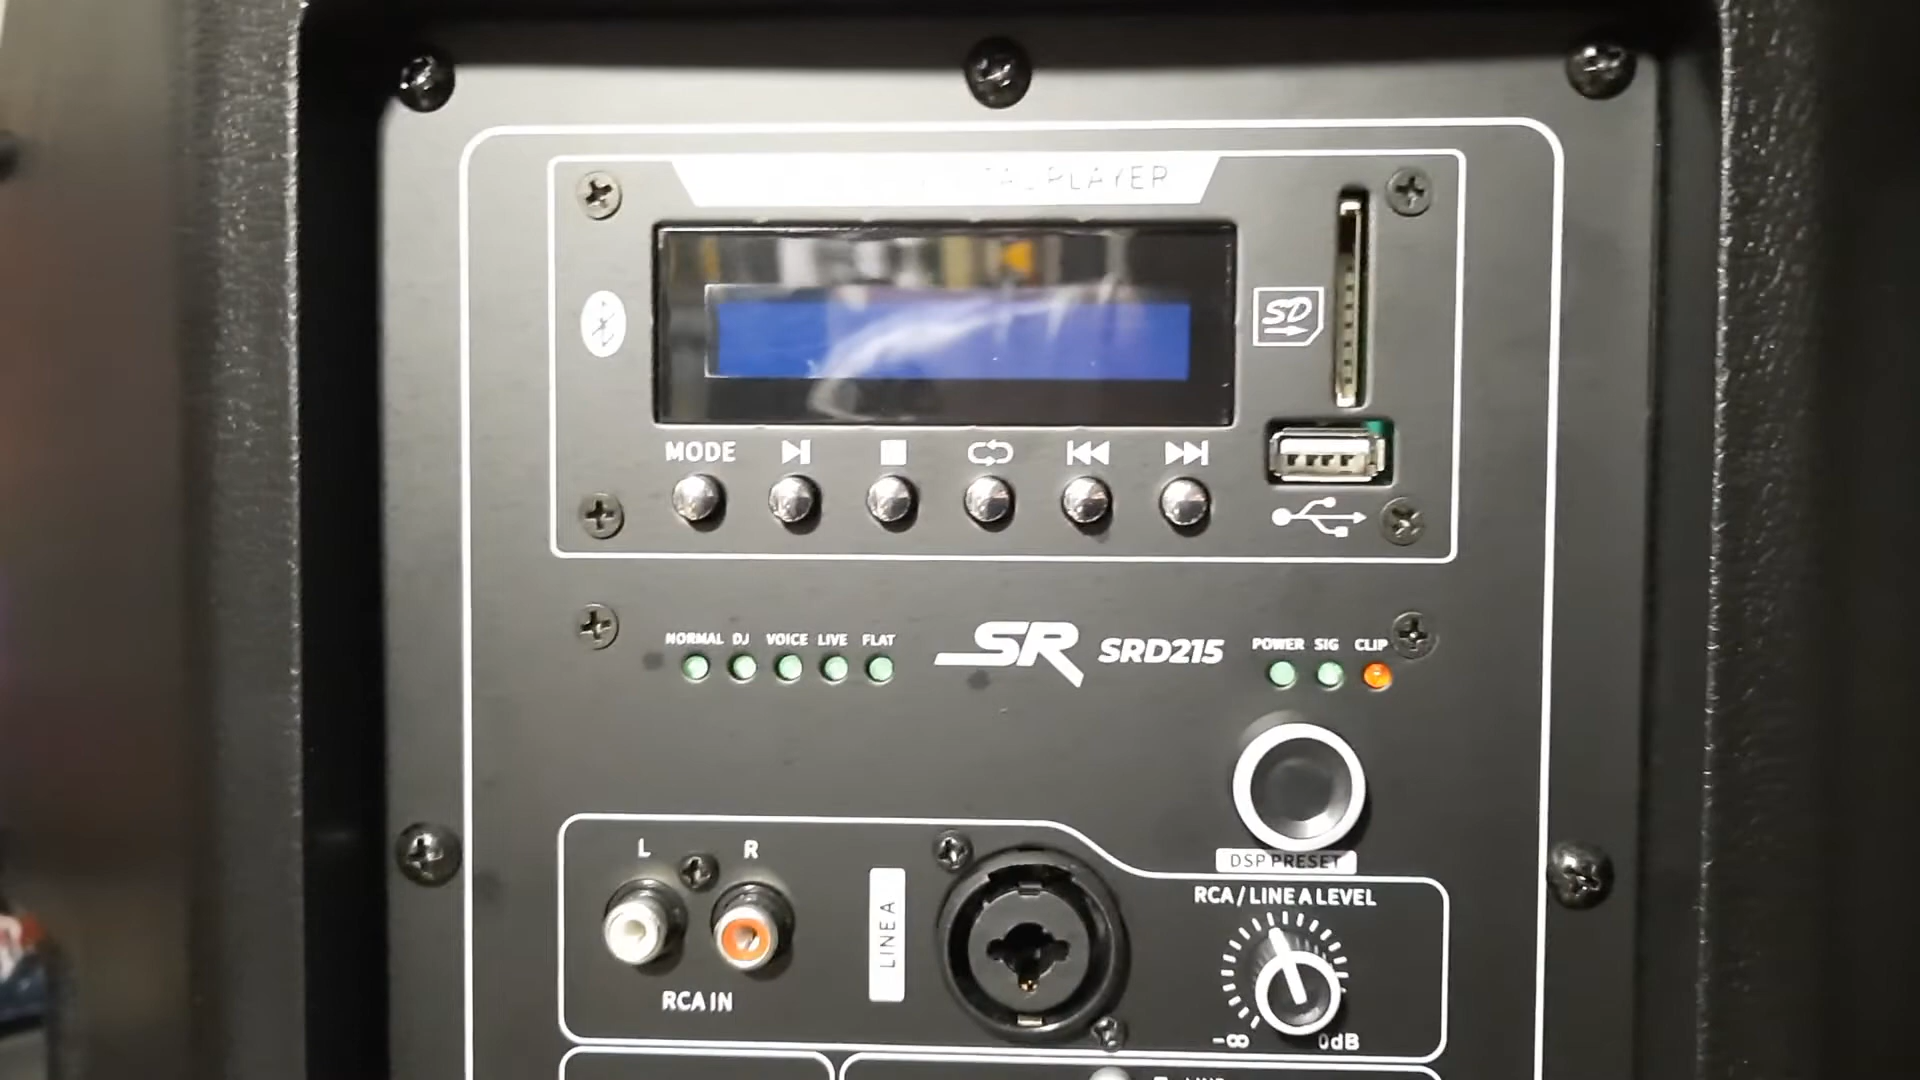 PLAYER
SD
MODE
NORMAL DJ VOICE LIVE FLAT
SR SRD215
POWER SIG CLIP
DSP PRESET
L R
RCA IN
LINE A
RCA / LINE A LEVEL
-∞ 0dB